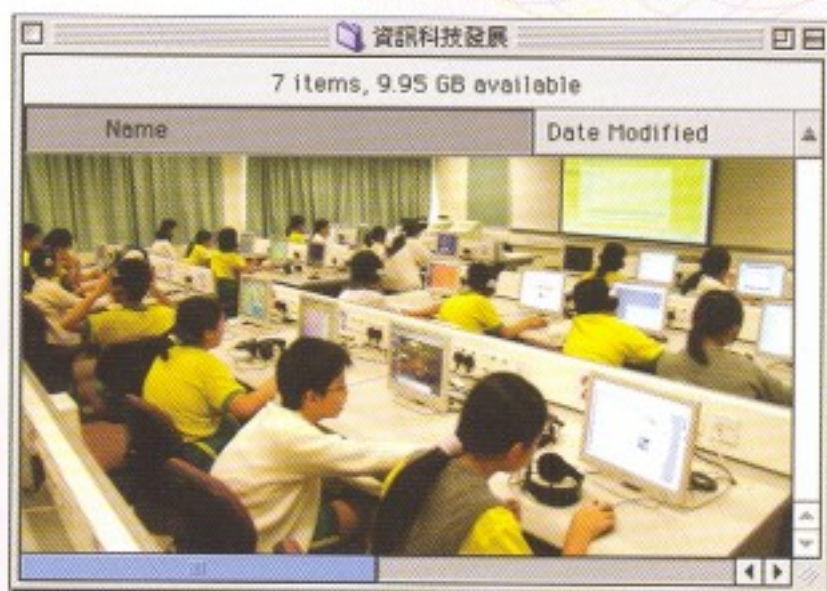 資訊科技發展
7 items, 9.95 GB available
Name
Date Modified